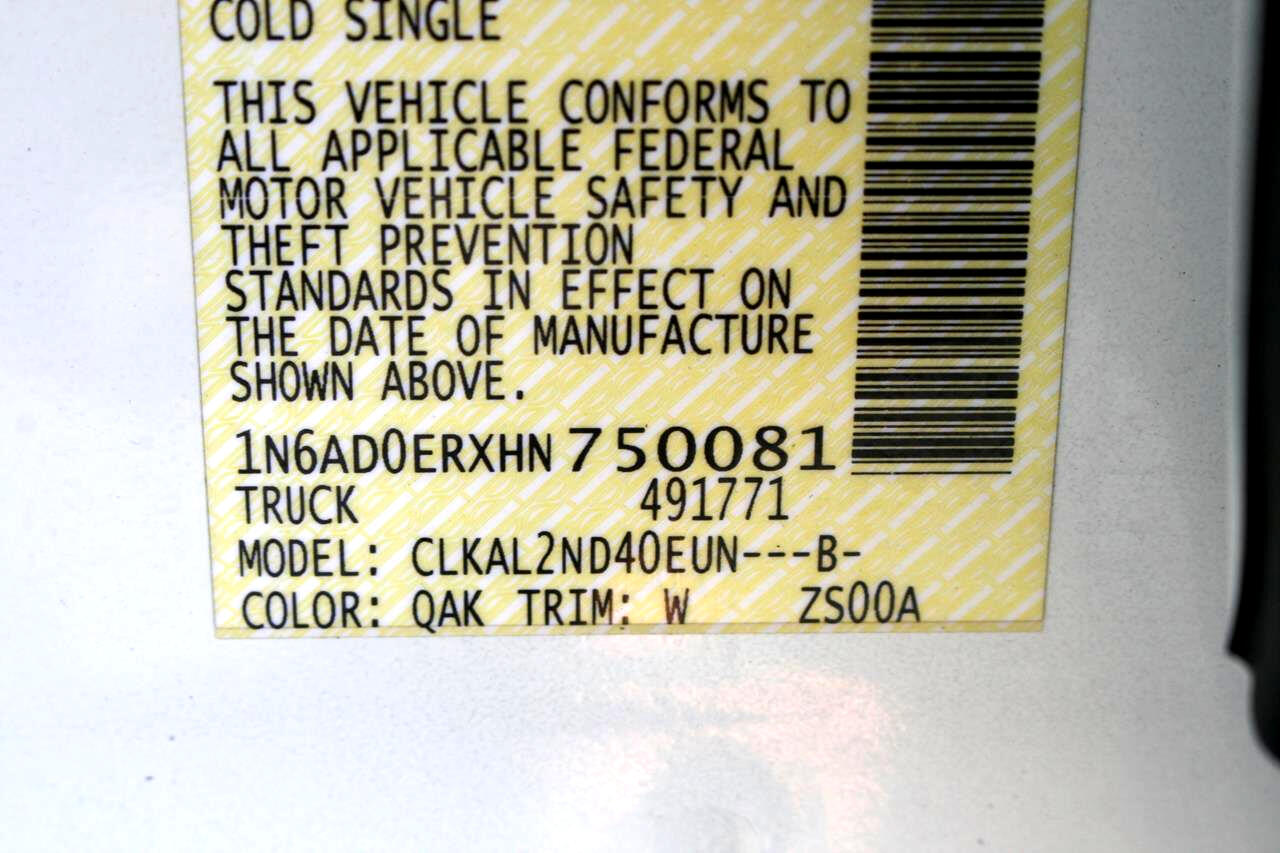 COLD SINGLE
THIS VEHICLE CONFORMS TO
ALL APPLICABLE FEDERAL
MOTOR VEHICLE SAFETY AND
THEFT PREVENTION
STANDARDS IN EFFECT ON
THE DATE OF MANUFACTURE
SHOWN ABOVE.
1N6AD0ERXHN750081
TRUCK 491771
MODEL: CLKAL2ND40EUN---B-
COLOR: QAK TRIM: W ZS00A